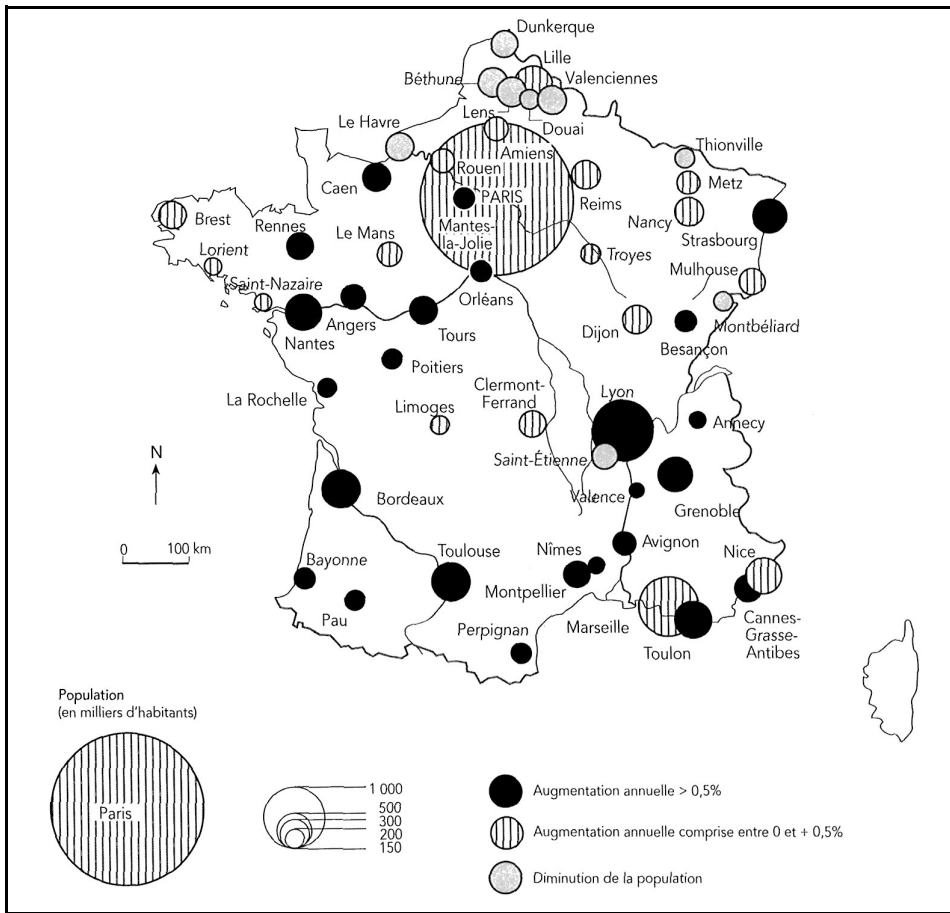 Dunkerque
Lille
Béthune
Valenciennes
Lens
Douai
Le Havre
Amiens
Thionville
Rouen
Caen
PARIS
Metz
Reims
Brest
Rennes
Mantes-
la-Jolie
Nancy
Strasbourg
Le Mans
Lorient
Troyes
Mulhouse
Saint-Nazaire
Orléans
Angers
Nantes
Tours
Dijon
Montbéliard
Besançon
Poitiers
La Rochelle
Clermont-
Ferrand
Lyon
Limoges
Annecy
Saint-Étienne
N
Valence
Bordeaux
Grenoble
0 100 km
Bayonne
Toulouse
Nîmes
Avignon
Nice
Montpellier
Pau
Perpignan
Marseille
Toulon
Cannes-
Grasse-
Antibes
Population
(en milliers d'habitants)
Paris
1 000
500
300
200
150
Augmentation annuelle > 0,5%
Augmentation annuelle comprise entre 0 et + 0,5%
Diminution de la population